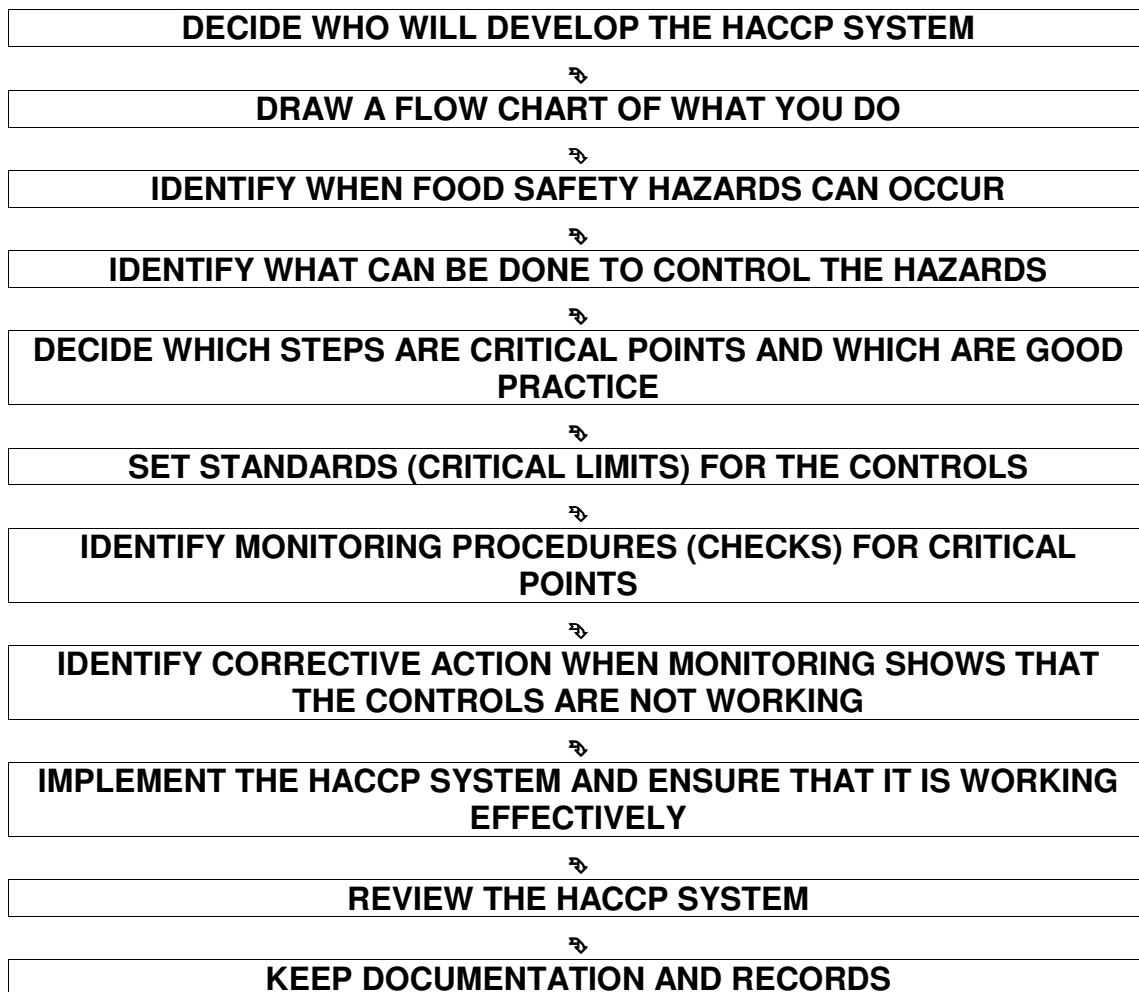 DECIDE WHO WILL DEVELOP THE HACCP SYSTEM
DRAW A FLOW CHART OF WHAT YOU DO
IDENTIFY WHEN FOOD SAFETY HAZARDS CAN OCCUR
IDENTIFY WHAT CAN BE DONE TO CONTROL THE HAZARDS
DECIDE WHICH STEPS ARE CRITICAL POINTS AND WHICH ARE GOOD
PRACTICE
SET STANDARDS (CRITICAL LIMITS) FOR THE CONTROLS
IDENTIFY MONITORING PROCEDURES (CHECKS) FOR CRITICAL
POINTS
IDENTIFY CORRECTIVE ACTION WHEN MONITORING SHOWS THAT
THE CONTROLS ARE NOT WORKING
IMPLEMENT THE HACCP SYSTEM AND ENSURE THAT IT IS WORKING
EFFECTIVELY
REVIEW THE HACCP SYSTEM
KEEP DOCUMENTATION AND RECORDS